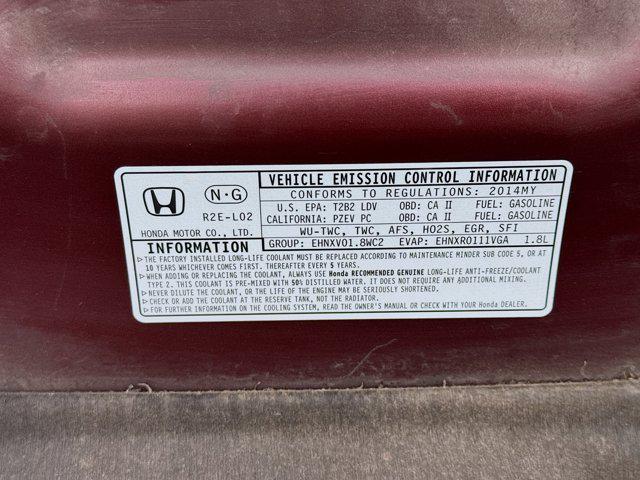 VEHICLE EMISSION CONTROL INFORMATION
N·G
CONFORMS TO REGULATIONS: 2014MY
R2E-L02
U.S. EPA: T2B2 LDV OBD: CA II FUEL: GASOLINE
CALIFORNIA: PZEV PC OBD: CA II FUEL: GASOLINE
HONDA MOTOR CO., LTD.
WU-TWC, TWC, AFS, HO2S, EGR, SFI
INFORMATION
GROUP: EHNXV01.8WC2 EVAP: EHNXR0111VGA 1.8L
▷THE FACTORY INSTALLED LONG-LIFE COOLANT MUST BE REPLACED ACCORDING TO MAINTENANCE MINDER SUB CODE 5, OR AT
10 YEARS WHICHEVER COMES FIRST. THEREAFTER EVERY 5 YEARS.
▷WHEN ADDING OR REPLACING THE COOLANT, ALWAYS USE Honda RECOMMENDED GENUINE LONG-LIFE ANTI-FREEZE/COOLANT
TYPE 2. THIS COOLANT IS PRE-MIXED WITH 50% DISTILLED WATER. IT DOES NOT REQUIRE ANY ADDITIONAL MIXING.
▷NEVER DILUTE THE COOLANT, OR THE LIFE OF THE ENGINE MAY BE SERIOUSLY SHORTENED.
▷CHECK OR ADD THE COOLANT AT THE RESERVE TANK, NOT THE RADIATOR.
▷FOR FURTHER INFORMATION ON THE COOLING SYSTEM, READ THE OWNER'S MANUAL OR CHECK WITH YOUR Honda DEALER.